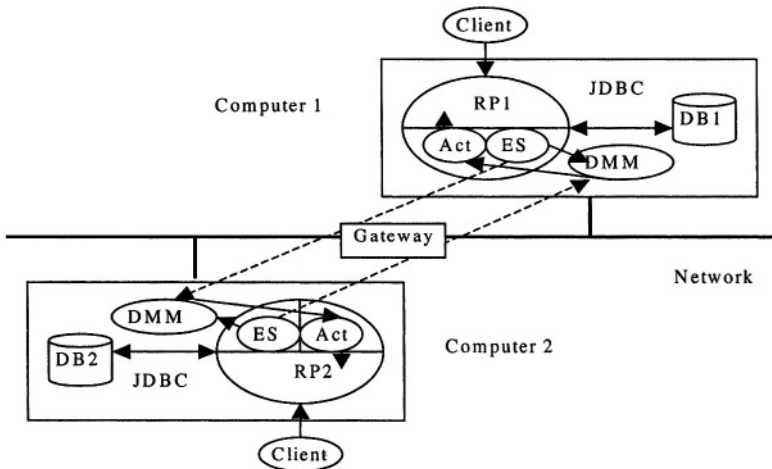 Client
JDBC
RP1
Computer 1
DB1
Act
ES
DMM
Gateway
Network
DMM
ES
Act
DB2
Computer 2
RP2
JDBC
Client